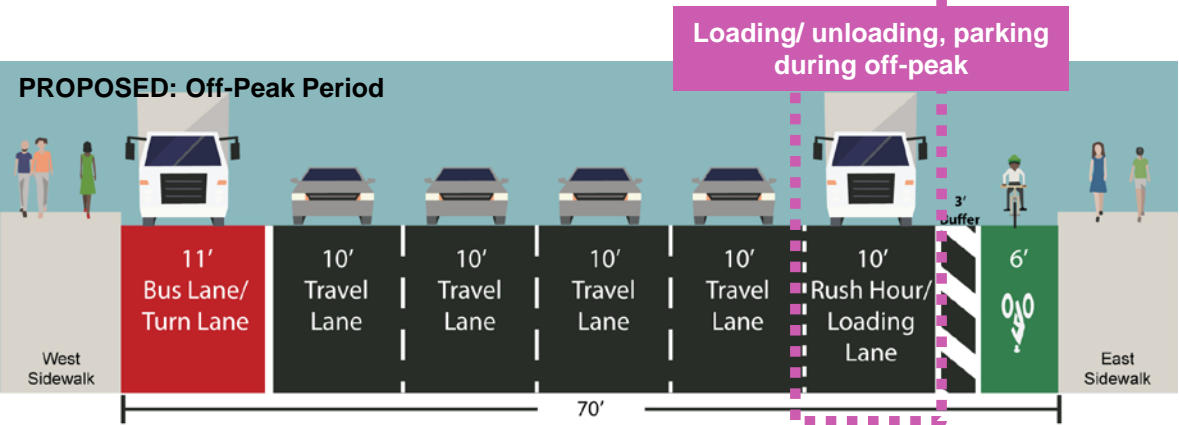 Loading/ unloading, parking
during off-peak
PROPOSED: Off-Peak Period
3'
Buffer
11'
Bus Lane/
Turn Lane
10'
Travel
Lane
10'
Travel
Lane
10'
Travel
Lane
10'
Travel
Lane
10'
Rush Hour/
Loading
Lane
6'
West
Sidewalk
East
Sidewalk
70'